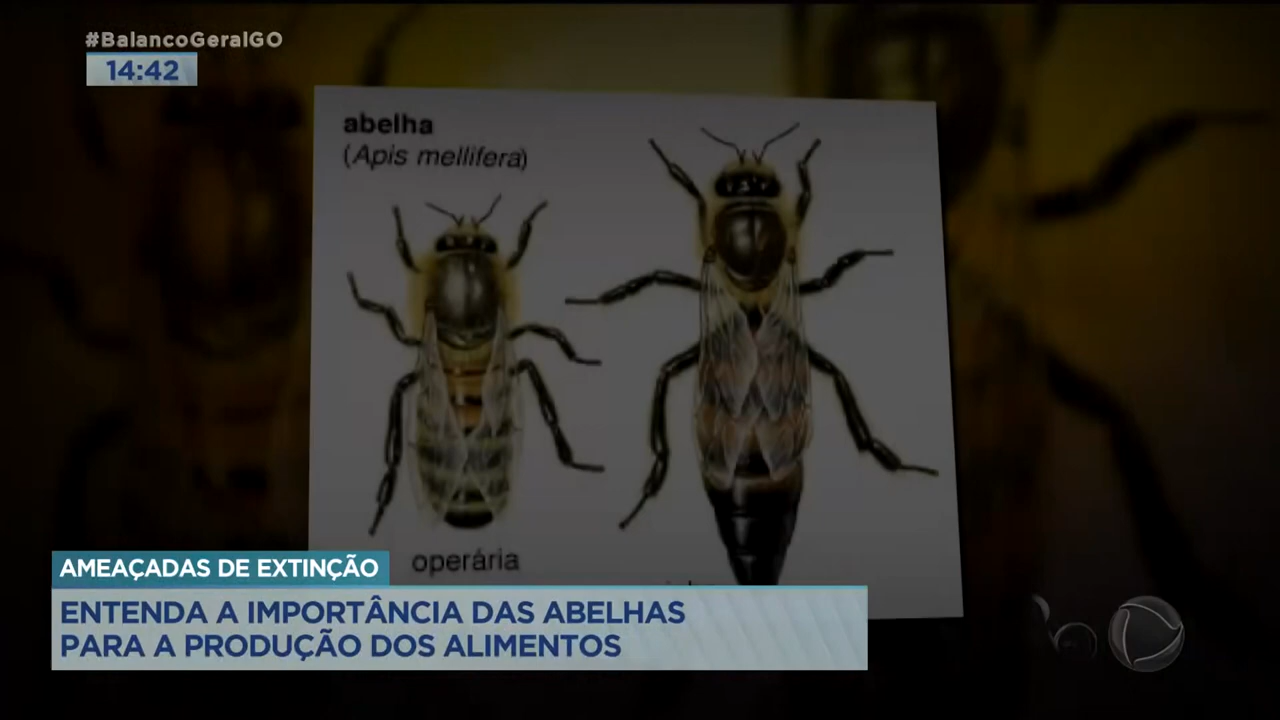 #BalancoGeralGO
14:42
abelha
(Apis mellifera)
operária
AMEAÇADAS DE EXTINÇÃO
ENTENDA A IMPORTÂNCIA DAS ABELHAS
PARA A PRODUÇÃO DOS ALIMENTOS